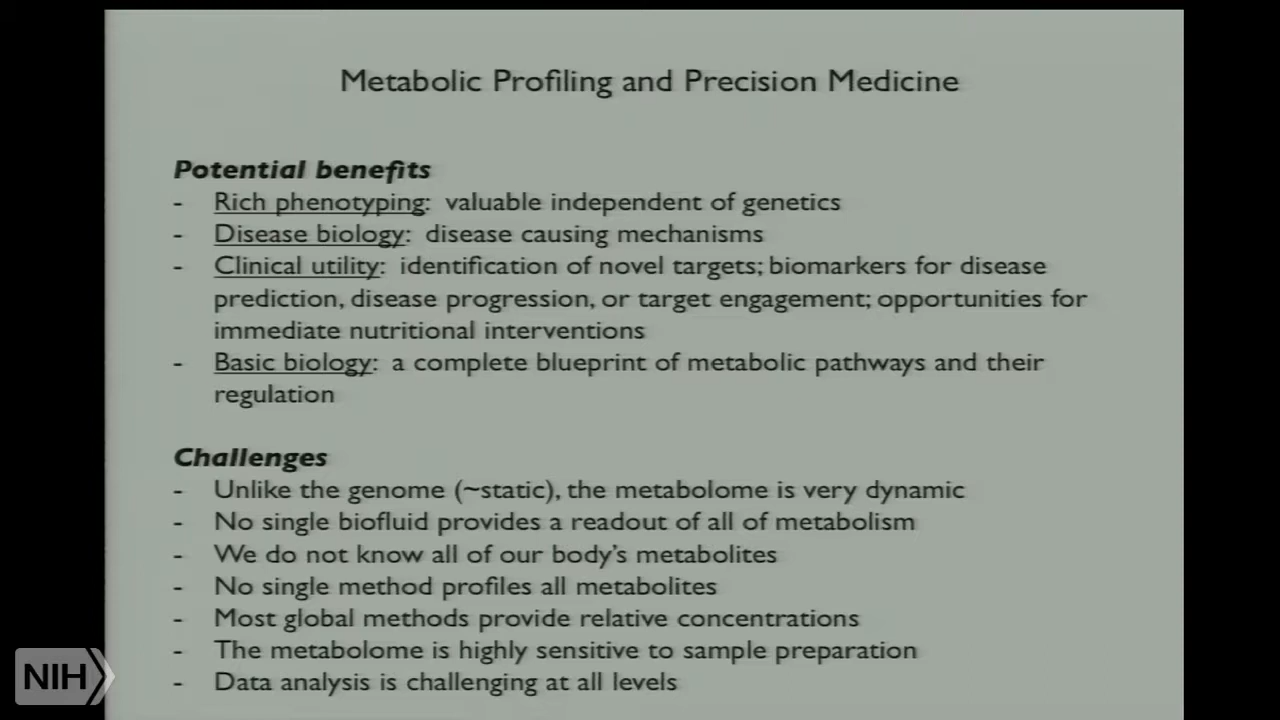 Metabolic Profiling and Precision Medicine
Potential benefits
- Rich phenotyping: valuable independent of genetics
- Disease biology: disease causing mechanisms
- Clinical utility: identification of novel targets; biomarkers for disease
prediction, disease progression, or target engagement; opportunities for
immediate nutritional interventions
- Basic biology: a complete blueprint of metabolic pathways and their
regulation
Challenges
- Unlike the genome (~static), the metabolome is very dynamic
- No single biofluid provides a readout of all of metabolism
- We do not know all of our body's metabolites
- No single method profiles all metabolites
- Most global methods provide relative concentrations
- The metabolome is highly sensitive to sample preparation
- Data analysis is challenging at all levels
NIH